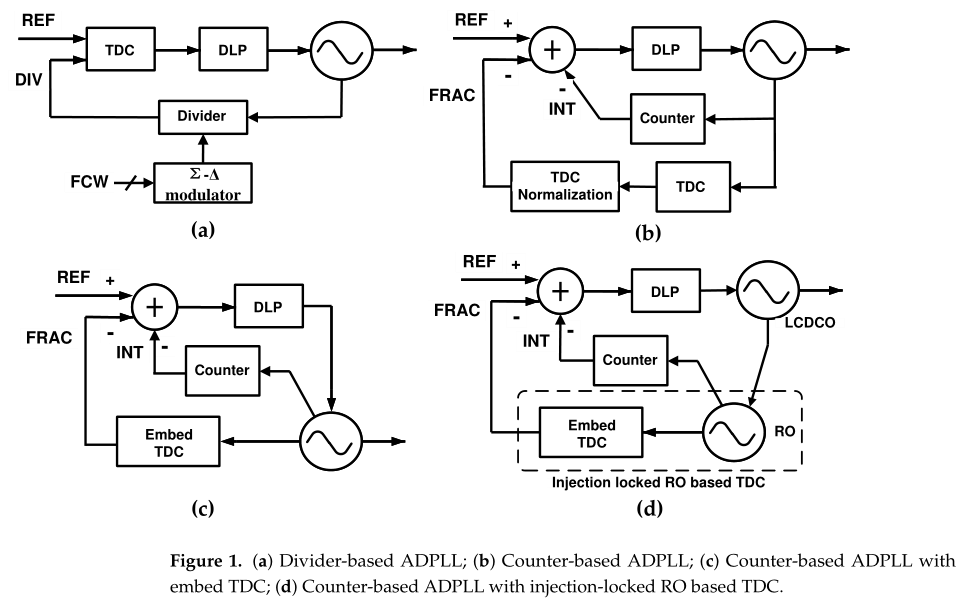 REF
TDC
DLP
DIV
Divider
FCW
Σ-Δ
modulator
(a)
REF +
+
DLP
-
FRAC
-
INT
Counter
TDC
Normalization
TDC
(b)
REF +
+
DLP
FRAC
-
INT
-
Counter
Embed
TDC
(c)
REF +
+
DLP
FRAC
-
-
INT
LCDCO
Counter
Embed
TDC
RO
Injection locked RO based TDC
(d)
Figure 1. (a) Divider-based ADPLL; (b) Counter-based ADPLL; (c) Counter-based ADPLL with
embed TDC; (d) Counter-based ADPLL with injection-locked RO based TDC.